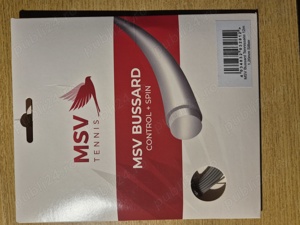 MSV
TENNIS
MSV BUSSARD
CONTROL + SPIN